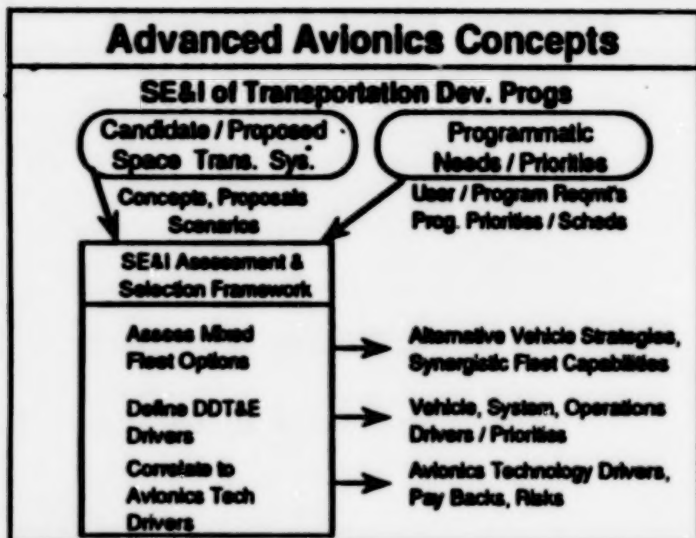 Advanced Avionics Concepts
SE&I of Transportation Dev. Progs
Candidate / Proposed
Space Trans. Sys.
Programmatic
Needs / Priorities
Concepts, Proposals
Scenarios
User / Program Reqmt's
Prog. Priorities / Scheds
SE&I Assessment &
Selection Framework
Assess Mixed
Fleet Options
Alternative Vehicle Strategies,
Synergistic Fleet Capabilities
Define DDT&E
Drivers
Vehicle, System, Operations
Drivers / Priorities
Correlate to
Avionics Tech
Drivers
Avionics Technology Drivers,
Pay Backs, Risks